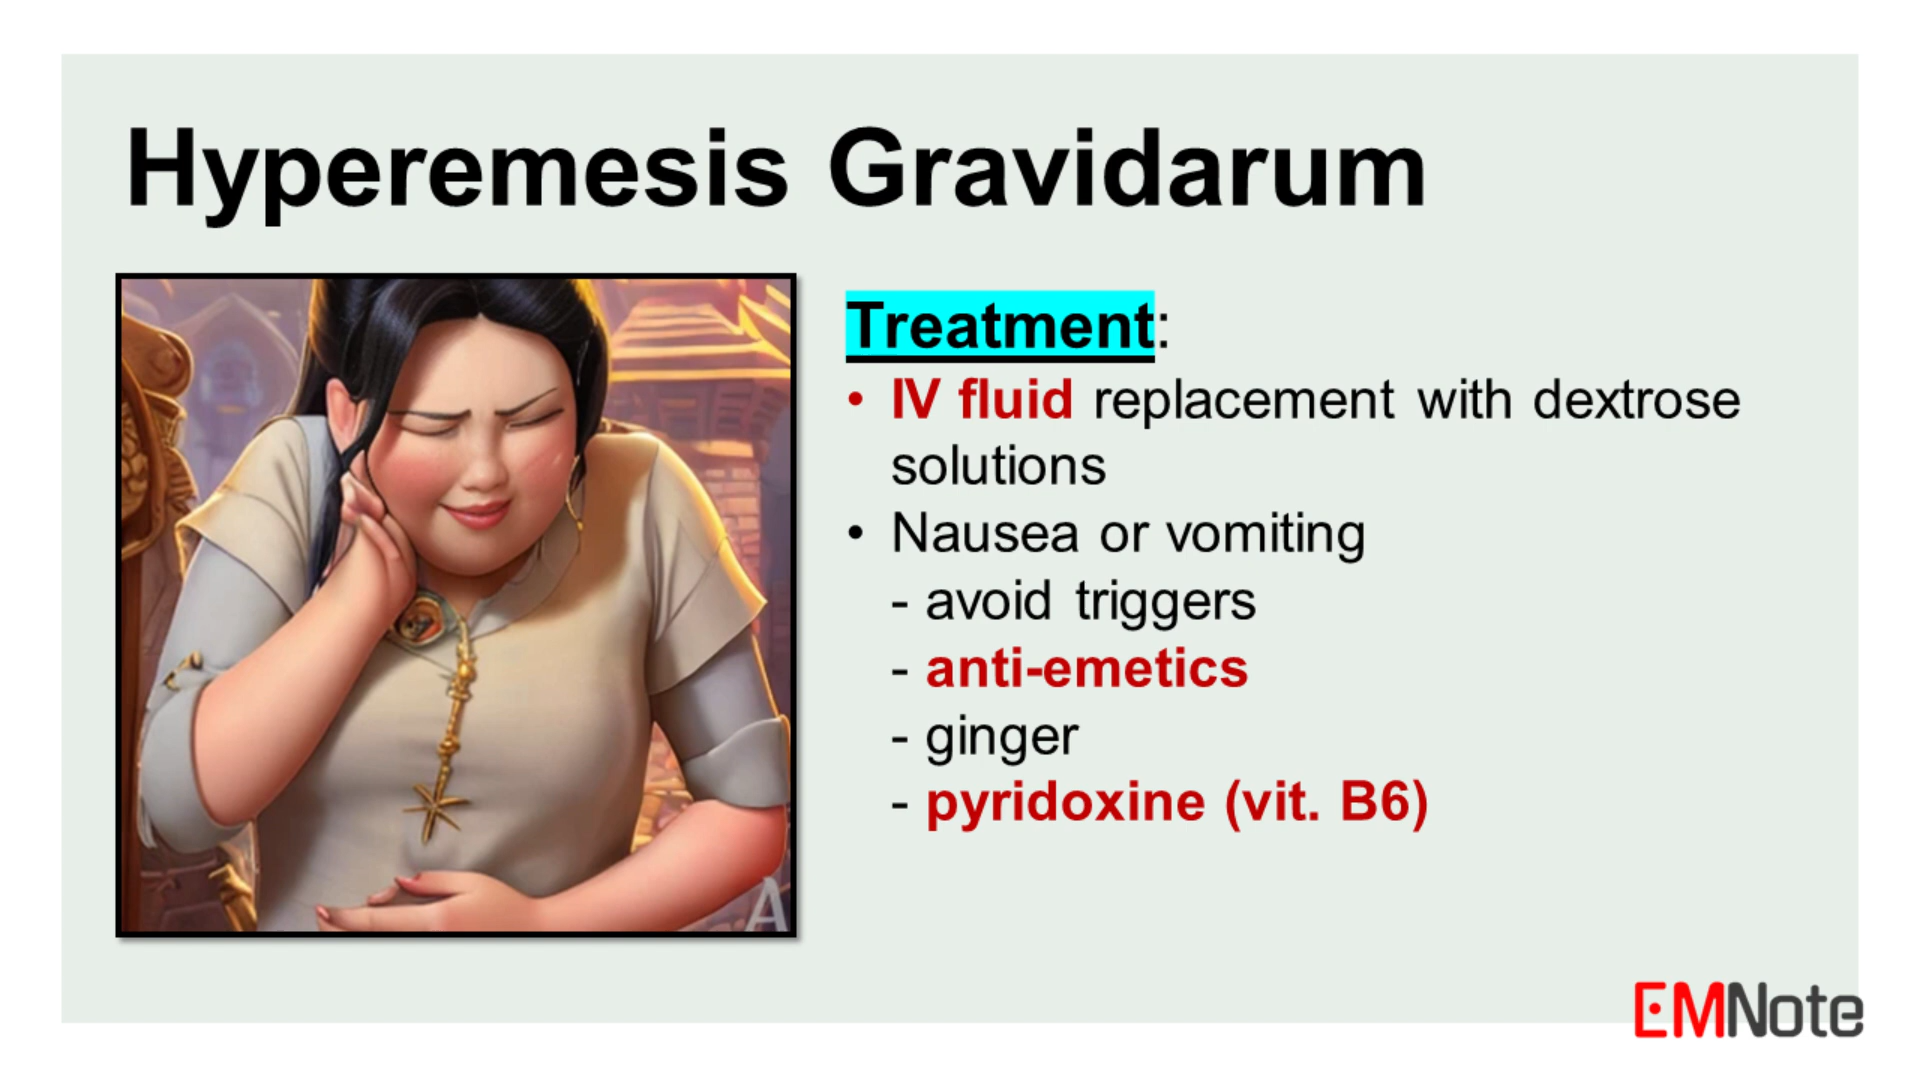 Hyperemesis Gravidarum
Treatment:
• IV fluid replacement with dextrose
solutions
• Nausea or vomiting
- avoid triggers
- anti-emetics
- ginger
- pyridoxine (vit. B6)
A
EMNote